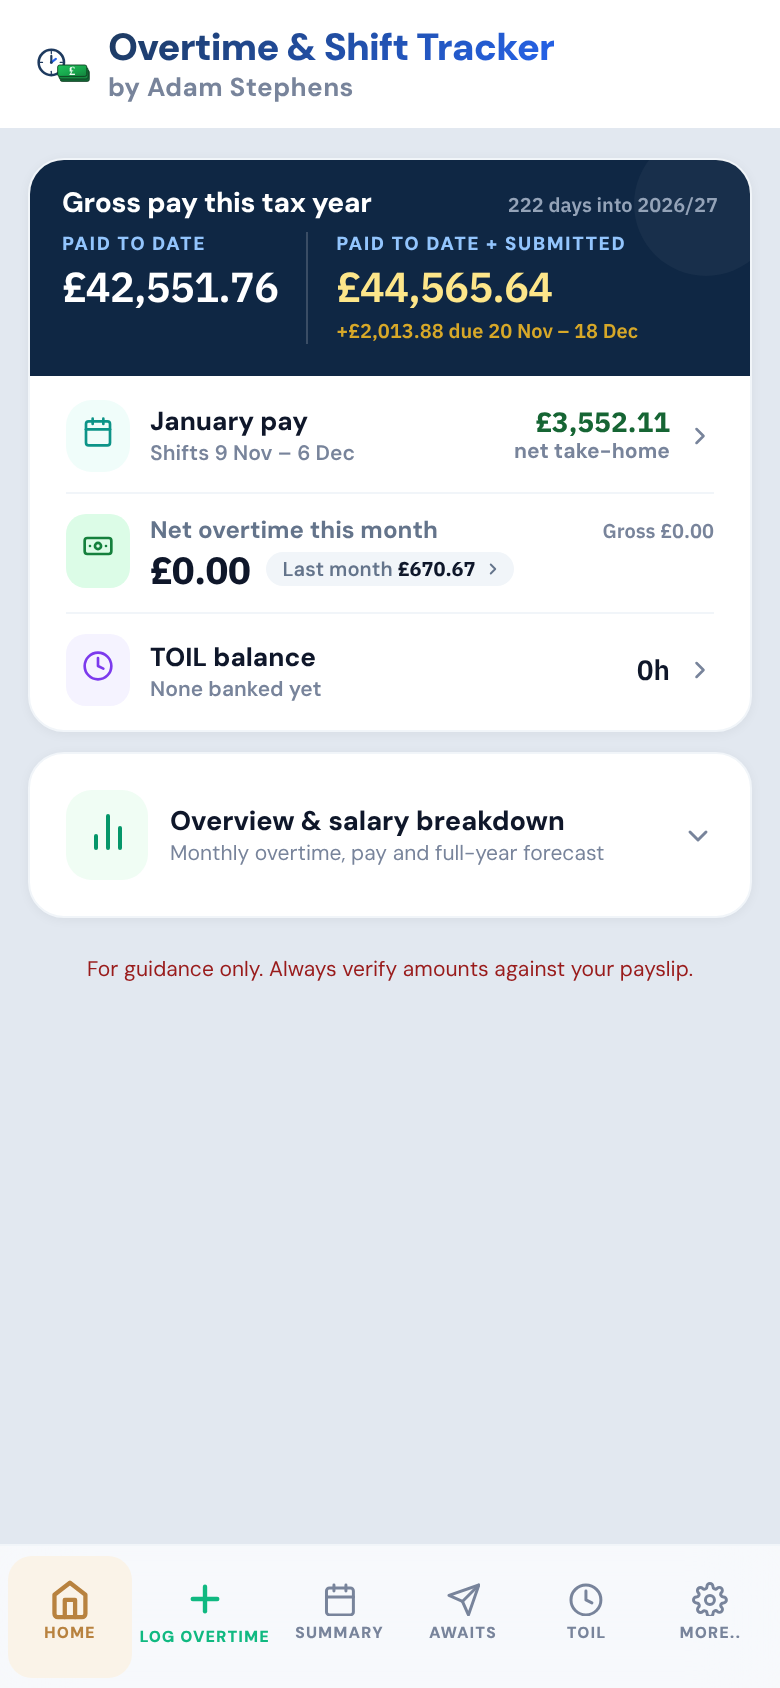 Overtime & Shift Tracker
by Adam Stephens
£
Gross pay this tax year
222 days into 2026/27
PAID TO DATE
£42,551.76
PAID TO DATE + SUBMITTED
£44,565.64
+£2,013.88 due 20 Nov – 18 Dec
January pay
Shifts 9 Nov – 6 Dec
£3,552.11
net take-home
Net overtime this month
Gross £0.00
£0.00
Last month £670.67
TOIL balance
None banked yet
0h
Overview & salary breakdown
Monthly overtime, pay and full-year forecast
For guidance only. Always verify amounts against your payslip.
HOME
LOG OVERTIME
SUMMARY
AWAITS
TOIL
MORE..